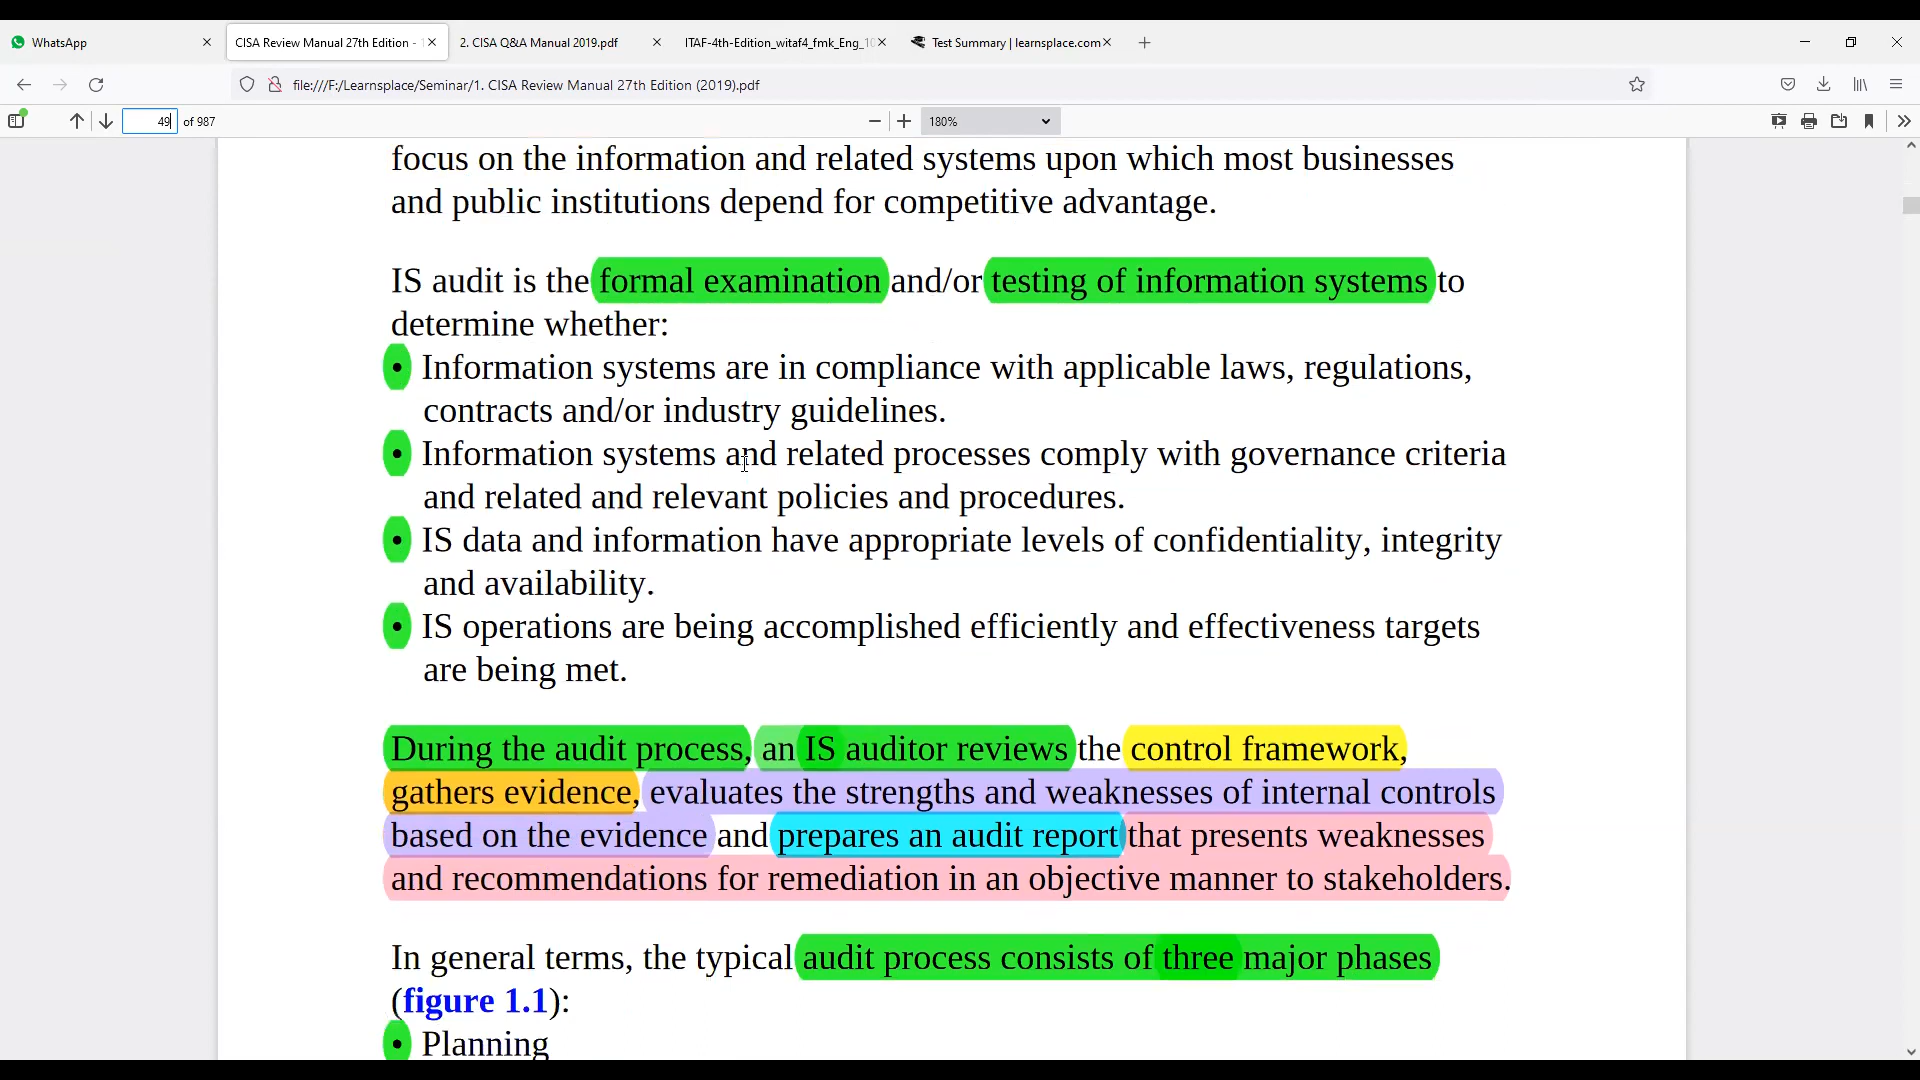 WhatsApp
CISA Review Manual 27th Edition -
2. CISA Q&A Manual 2019.pdf
ITAF-4th-Edition_witaf4_fmk_Eng_10
Test Summary | learnsplace.com
file:///F:/Learnsplace/Seminar/1. CISA Review Manual 27th Edition (2019).pdf
49 of 987
180%
focus on the information and related systems upon which most businesses
and public institutions depend for competitive advantage.
IS audit is the formal examination and/or testing of information systems to
determine whether:
• Information systems are in compliance with applicable laws, regulations,
contracts and/or industry guidelines.
• Information systems and related processes comply with governance criteria
and related and relevant policies and procedures.
• IS data and information have appropriate levels of confidentiality, integrity
and availability.
• IS operations are being accomplished efficiently and effectiveness targets
are being met.
During the audit process, an IS auditor reviews the control framework,
gathers evidence, evaluates the strengths and weaknesses of internal controls
based on the evidence and prepares an audit report that presents weaknesses
and recommendations for remediation in an objective manner to stakeholders.
In general terms, the typical audit process consists of three major phases
(figure 1.1):
• Planning